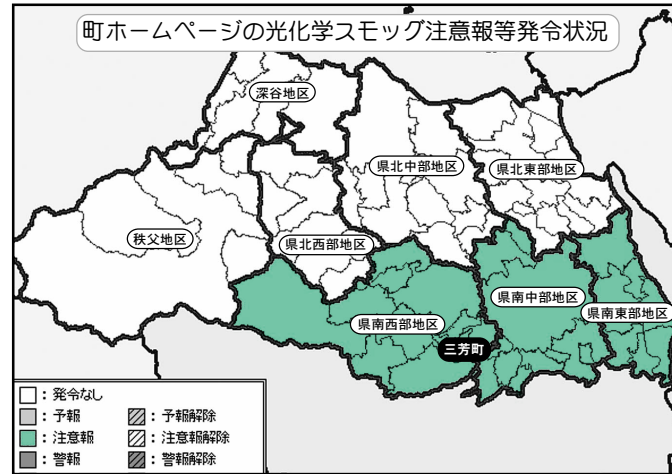 町ホームページの光化学スモッグ注意報等発令状況
深谷地区
県北中部地区
県北東部地区
秩父地区
県北西部地区
県南中部地区
県南東部地区
県南西部地区
三芳町
：発令なし
：予報
：予報解除
：注意報
：注意報解除
：警報
：警報解除